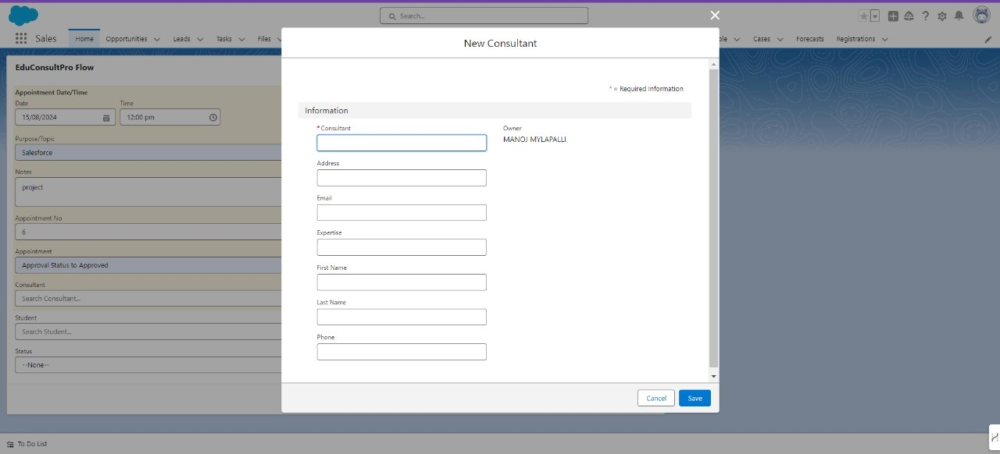 Search...
Sales
Home
Opportunities
Leads
Tasks
Files
Cases
Forecasts
Registrations
EduConsultPro Flow
Appointment Date/Time
Date
Time
15/08/2024
12:00 pm
Purpose/Topic
Salesforce
Notes
project
Appointment No
6
Appointment
Approval Status to Approved
Consultant
Search Consultant...
Student
Search Student...
Status
--None--
New Consultant
* = Required Information
Information
*Consultant
Owner
MANOJ MYLAPALLI
Address
Email
Expertise
First Name
Last Name
Phone
Cancel
Save
To Do List